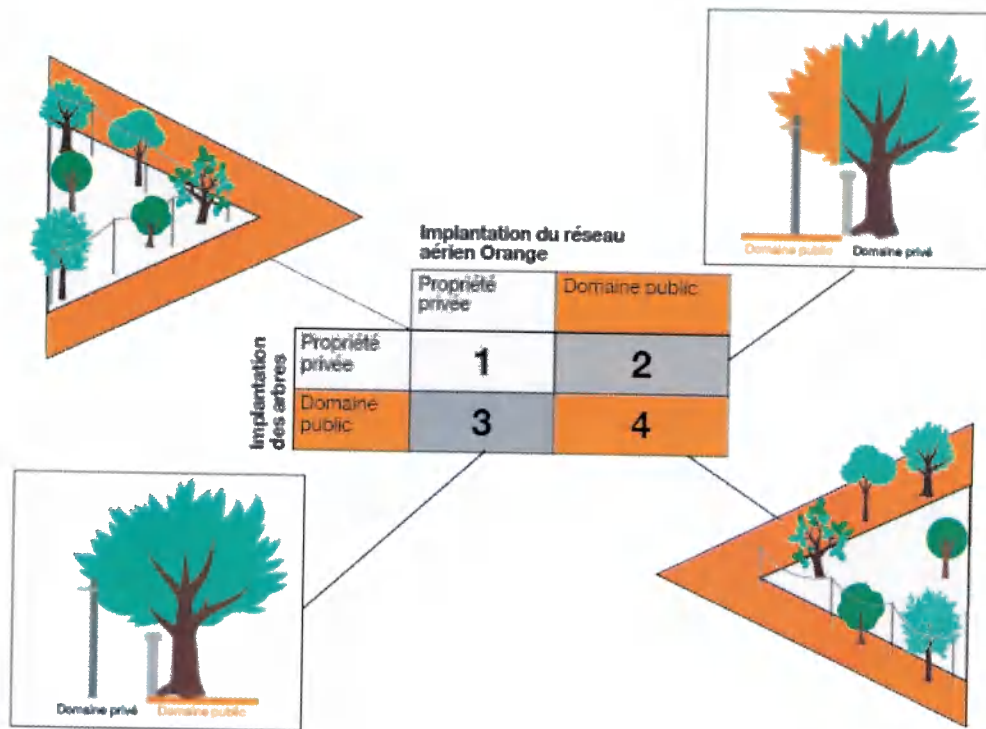 Domaine public Domaine privé
Implantation du réseau
aérien Orange
Propriété
privée
Domaine public
Implantation
des arbres
Propriété
privée
1
2
Domaine
public
3
4
Domaine privé Domaine public